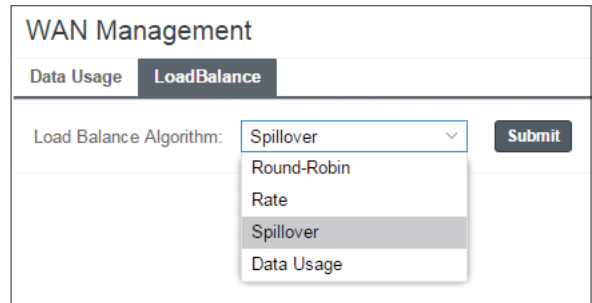 WAN Management
Data Usage LoadBalance
Load Balance Algorithm: Spillover Submit
Round-Robin
Rate
Spillover
Data Usage